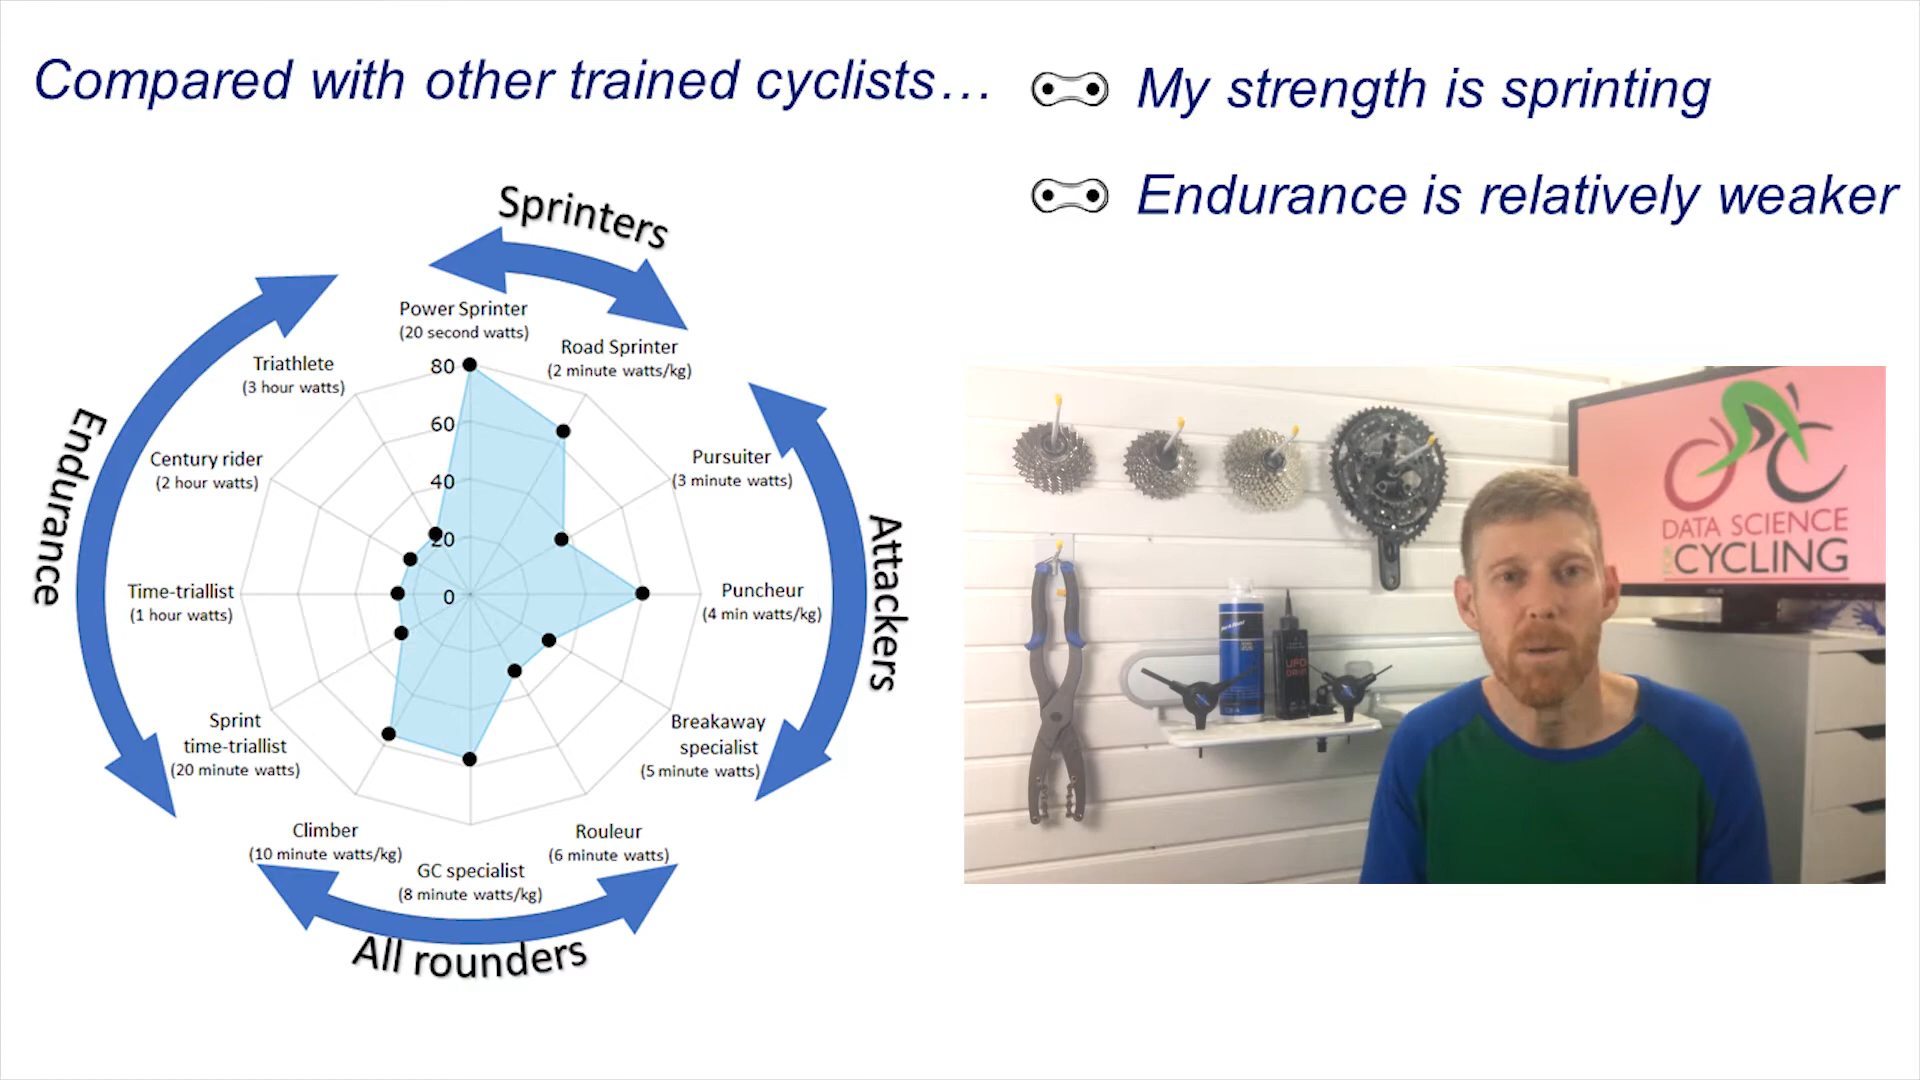 Compared with other trained cyclists…
My strength is sprinting
Endurance is relatively weaker
Sprinters
Power Sprinter
(20 second watts)
Road Sprinter
(2 minute watts/kg)
Pursuiter
(3 minute watts)
Puncheur
(4 min watts/kg)
Breakaway
specialist
(5 minute watts)
Rouleur
(6 minute watts)
GC specialist
(8 minute watts/kg)
Climber
(10 minute watts/kg)
Sprint
time-triallist
(20 minute watts)
Time-triallist
(1 hour watts)
Century rider
(2 hour watts)
Triathlete
(3 hour watts)
80
60
40
20
0
Attackers
All rounders
Endurance
DATA SCIENCE
FOR
CYCLING
UFO